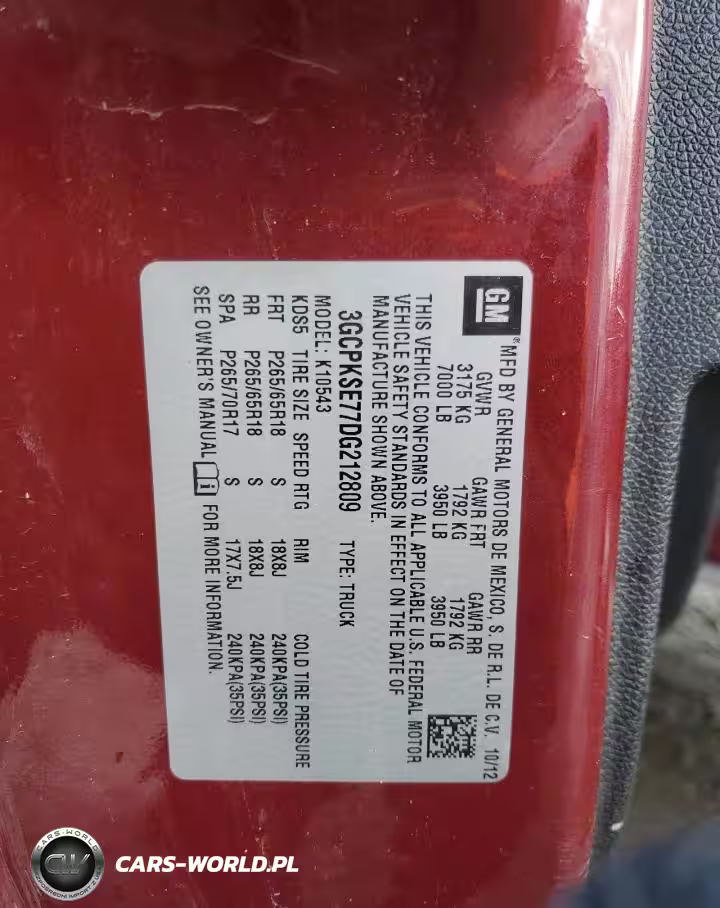 GM
®MFD BY GENERAL MOTORS DE MEXICO, S. DE R.L. DE C.V. 10/12
GVWR GAWR FRT GAWR RR
3175 KG 1792 KG 1792 KG
7000 LB 3950 LB 3950 LB
THIS VEHICLE CONFORMS TO ALL APPLICABLE U.S. FEDERAL MOTOR
VEHICLE SAFETY STANDARDS IN EFFECT ON THE DATE OF
MANUFACTURE SHOWN ABOVE.
3GCPKSE77DG212809 TYPE: TRUCK
MODEL: K10543
KDS5 TIRE SIZE SPEED RTG RIM COLD TIRE PRESSURE
FRT P265/65R18 S 18X8J 240KPA(35PSI)
RR P265/65R18 S 18X8J 240KPA(35PSI)
SPA P265/70R17 S 17X7.5J 240KPA(35PSI)
SEE OWNER'S MANUAL FOR MORE INFORMATION.
CARS-WORLD
CW
CARS-WORLD.PL